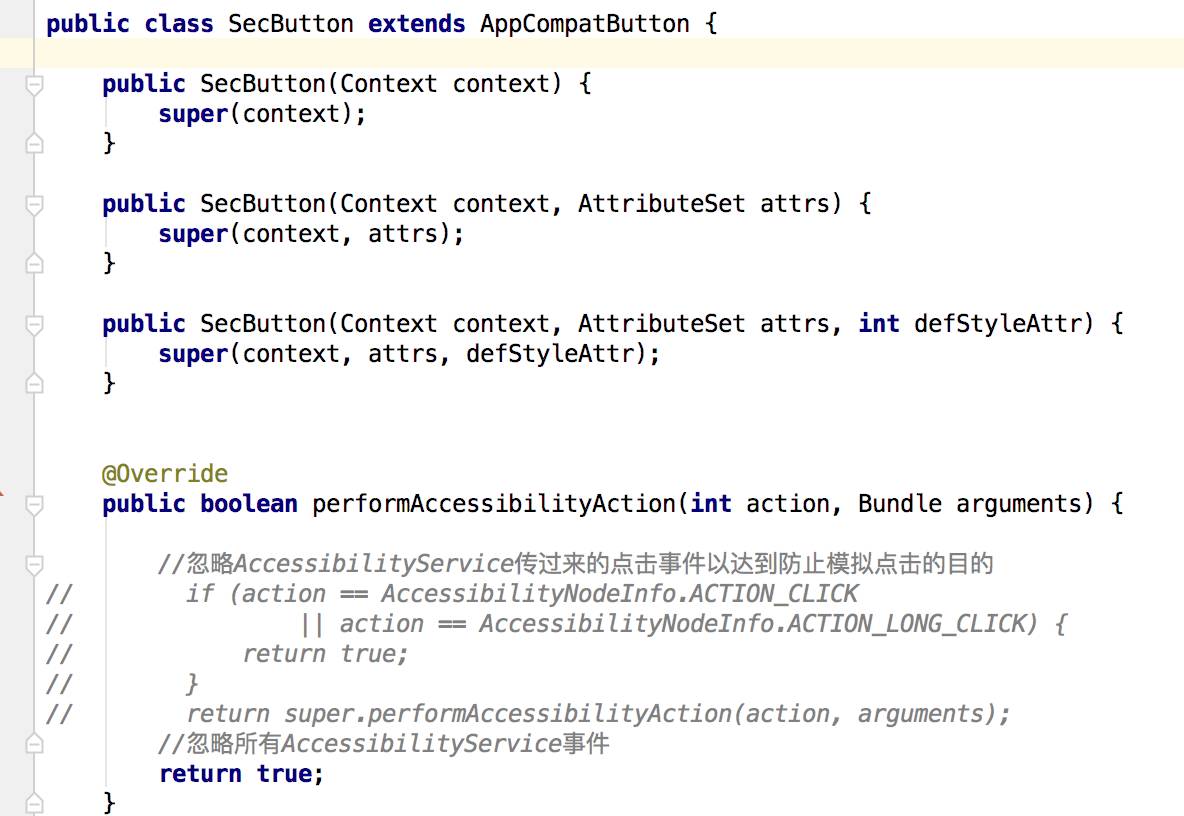 public class SecButton extends AppCompatButton {
public SecButton(Context context) {
super(context);
}
public SecButton(Context context, AttributeSet attrs) {
super(context, attrs);
}
public SecButton(Context context, AttributeSet attrs, int defStyleAttr) {
super(context, attrs, defStyleAttr);
}
@Override
public boolean performAccessibilityAction(int action, Bundle arguments) {
//忽略AccessibilityService传过来的点击事件以达到防止模拟点击的目的
// if (action == AccessibilityNodeInfo.ACTION_CLICK
// || action == AccessibilityNodeInfo.ACTION_LONG_CLICK) {
// return true;
// }
// return super.performAccessibilityAction(action, arguments);
//忽略所有AccessibilityService事件
return true;
}